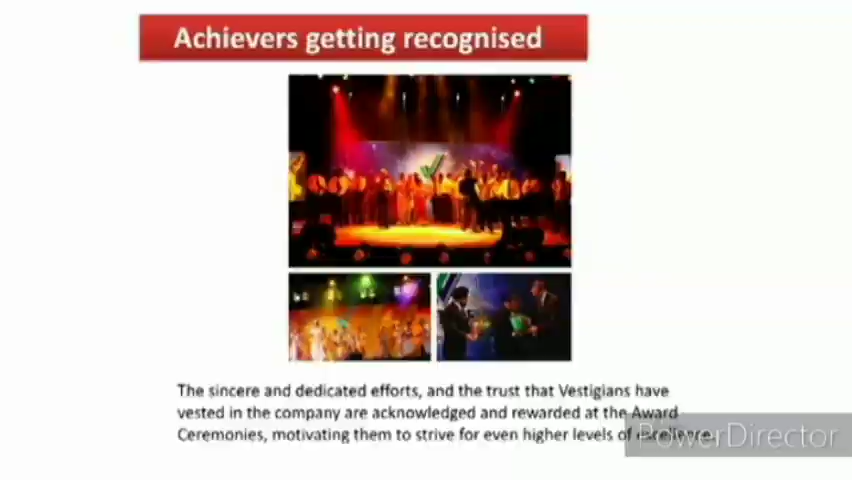 Achievers getting recognised
The sincere and dedicated efforts, and the trust that Vestigians have
vested in the company are acknowledged and rewarded at the Award
Ceremonies, motivating them to strive for even higher levels of excellence.
PowerDirector